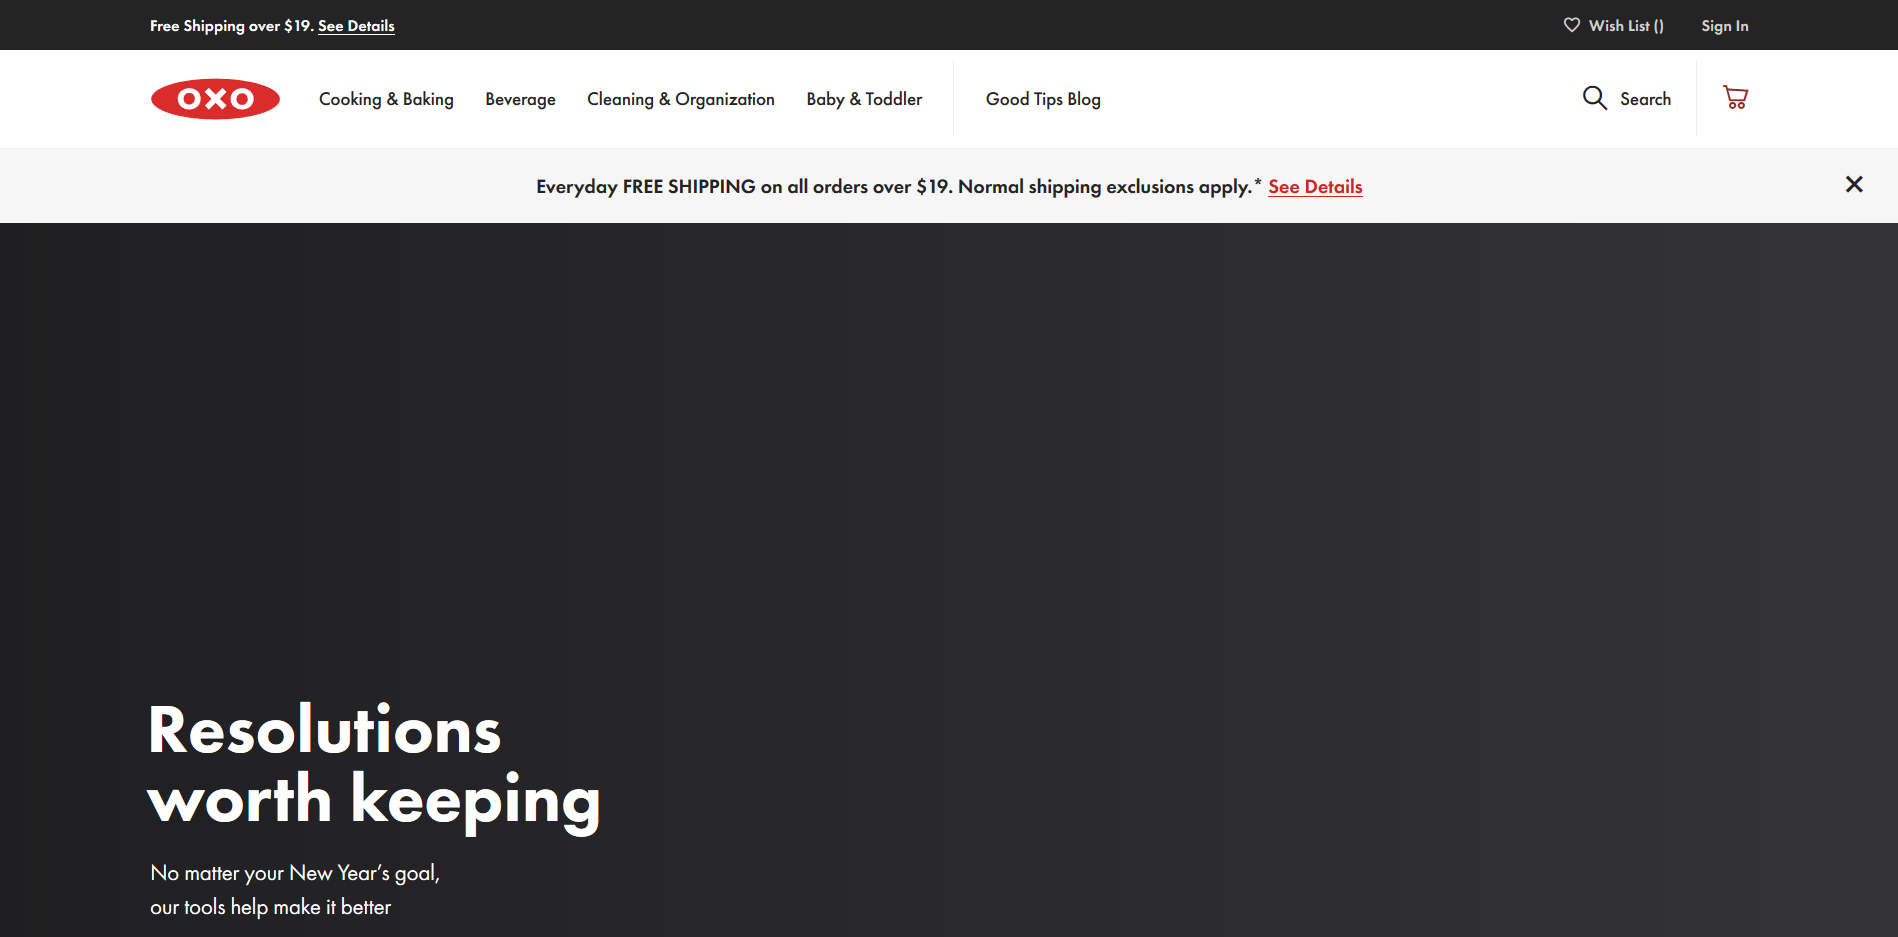 Free Shipping over $19. See Details
Wish List ()
Sign In
OXO
Cooking & Baking
Beverage
Cleaning & Organization
Baby & Toddler
Good Tips Blog
Search
Everyday FREE SHIPPING on all orders over $19. Normal shipping exclusions apply.* See Details
Resolutions
worth keeping
No matter your New Year’s goal,
our tools help make it better